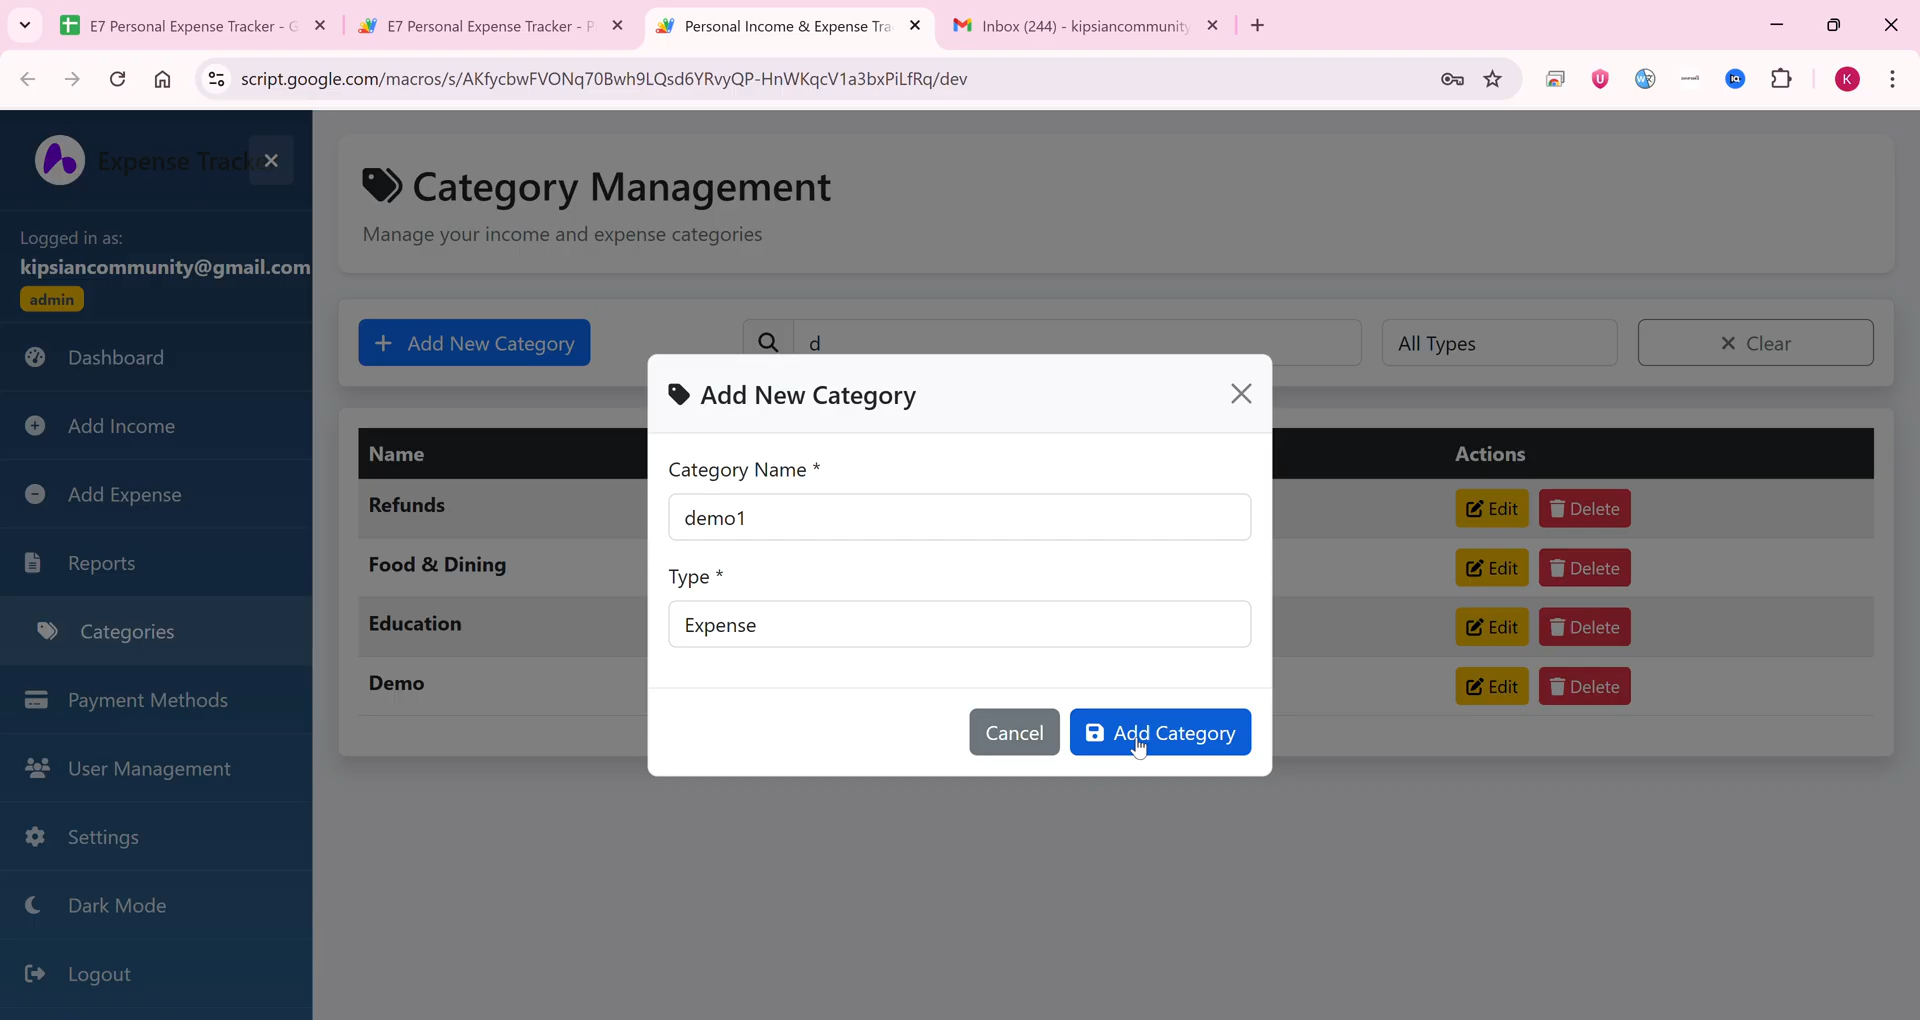 E7 Personal Expense Tracker - G
E7 Personal Expense Tracker - P
Personal Income & Expense Tra
Inbox (244) - kipsiancommunity
script.google.com/macros/s/AKfycbwFVONq70Bwh9LQsd6YRvyQP-HnWKqcV1a3bxPiLfRq/dev
K
Expense Track
Logged in as:
kipsiancommunity@gmail.com
admin
Dashboard
Add Income
Add Expense
Reports
Categories
Payment Methods
User Management
Settings
Dark Mode
Logout
Category Management
Manage your income and expense categories
Add New Category
d
All Types
Clear
Name
Actions
Refunds
Edit Delete
Food & Dining
Edit Delete
Education
Edit Delete
Demo
Edit Delete
Add New Category
Category Name *
demo1
Type *
Expense
Cancel
Add Category